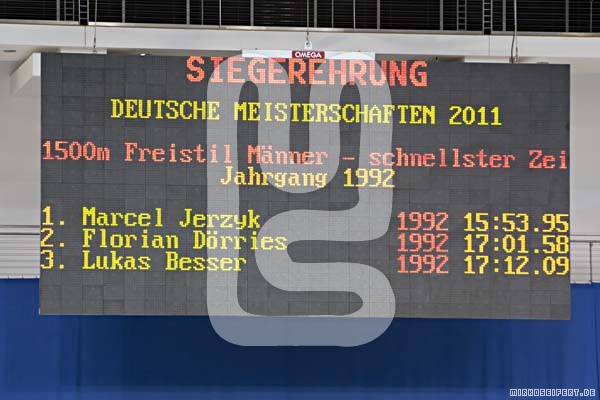 OMEGA
SIEGEREHRUNG
DEUTSCHE MEISTERSCHAFTEN 2011
1500m Freistil Männer - schnellster Zei
Jahrgang 1992
1. Marcel Jerzyk 1992 15:53.95
2. Florian Dörries 1992 17:01.58
3. Lukas Besser 1992 17:12.09
MIRKOSEIFERT.DE